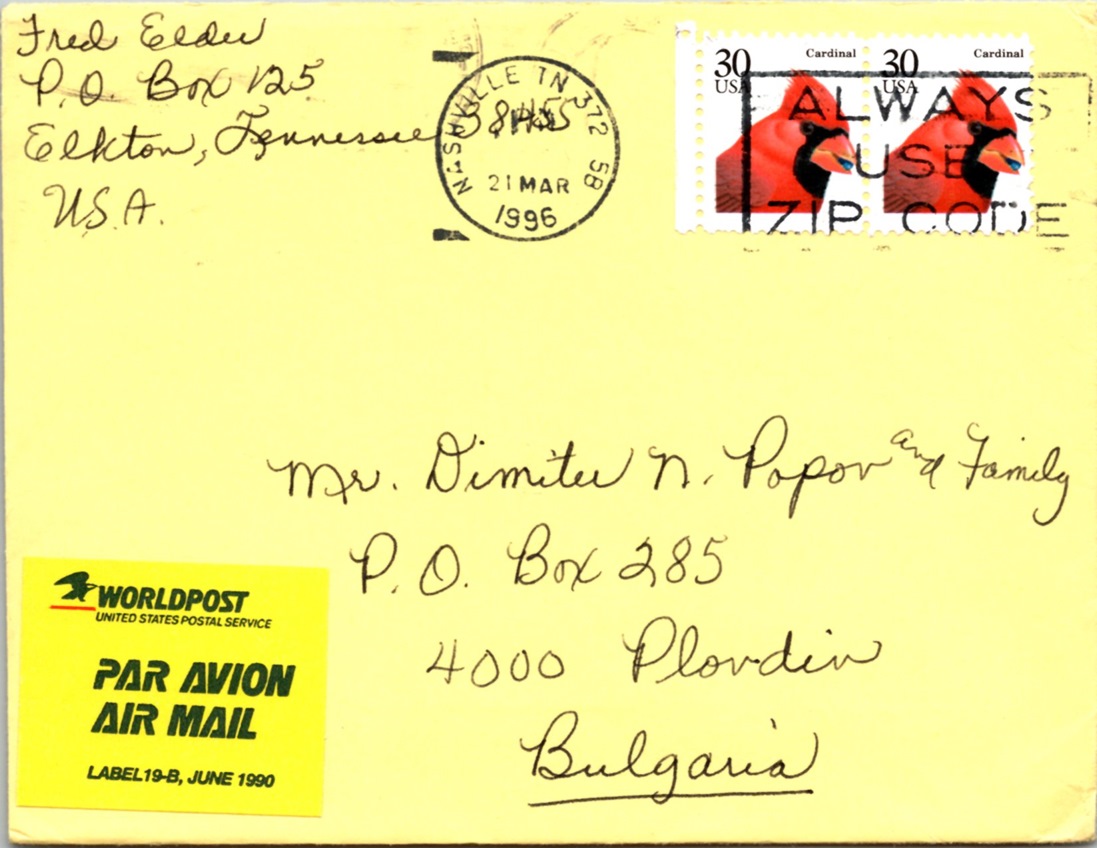 Fred Elder
P.O. Box 125
Elkton, Tennessee 38455
U.S.A.
NASHVILLE TN 372 5B
PM
21 MAR
1996
30
USA
Cardinal
30
USA
Cardinal
ALWAYS
USE
ZIP CODE
Mr. Dimiter N. Popov and Family
P.O. Box 285
4000 Plovdiv
Bulgaria
WORLDPOST
UNITED STATES POSTAL SERVICE
PAR AVION
AIR MAIL
LABEL 19-B, JUNE 1990